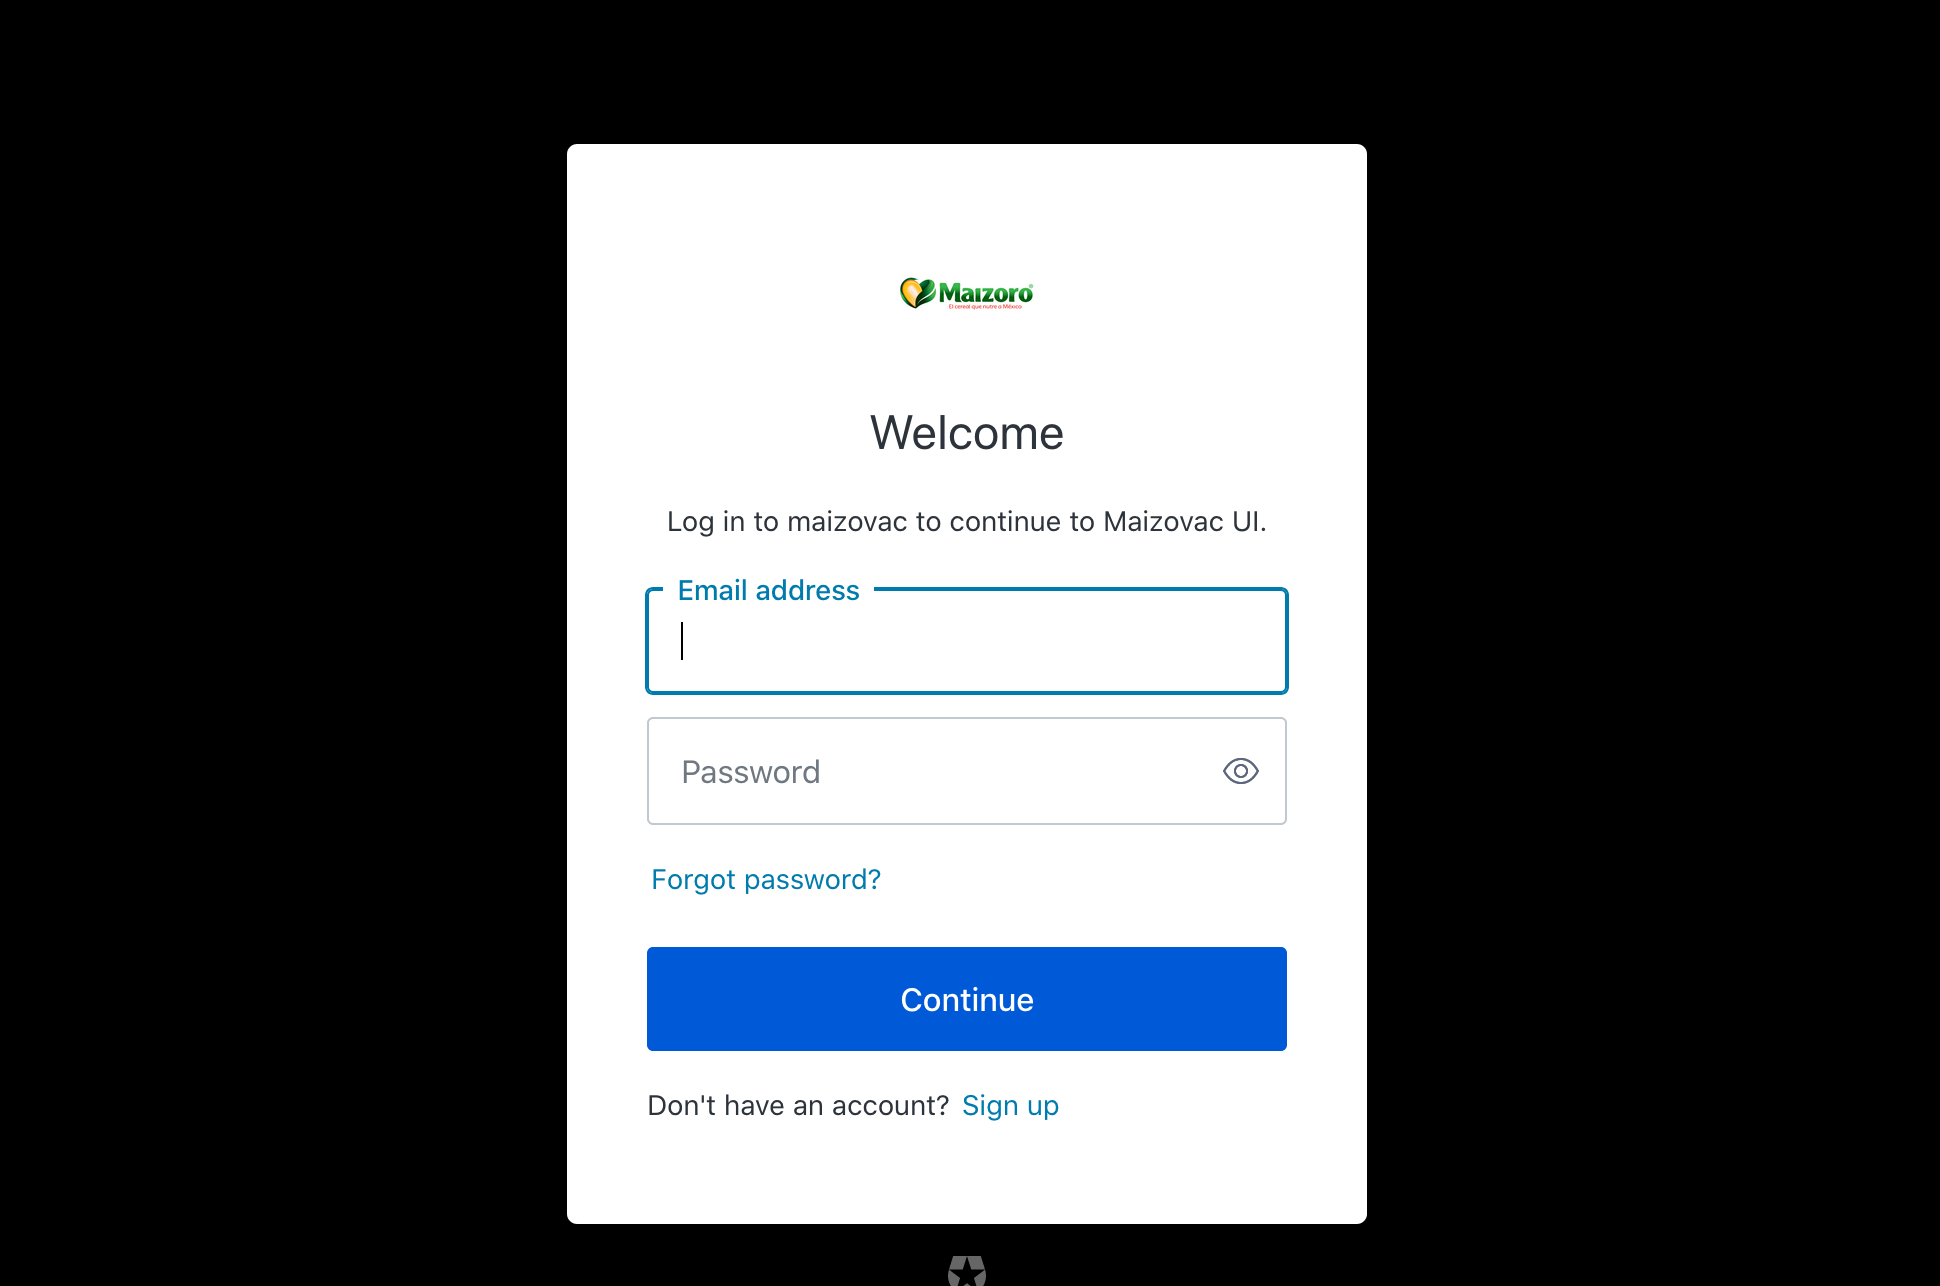 Maizoro
El cereal que nutre a México
Welcome
Log in to maizovac to continue to Maizovac UI.
Email address
Password
Forgot password?
Continue
Don't have an account? Sign up